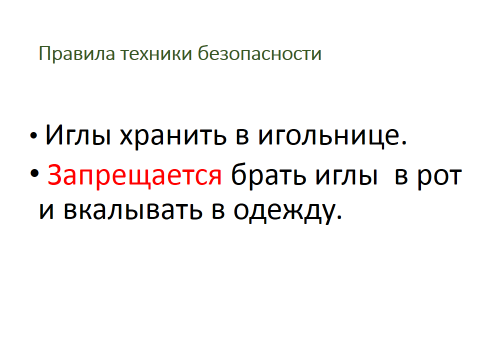 Правила техники безопасности
• Иглы хранить в игольнице.
• Запрещается брать иглы  в рот
и вкалывать в одежду.